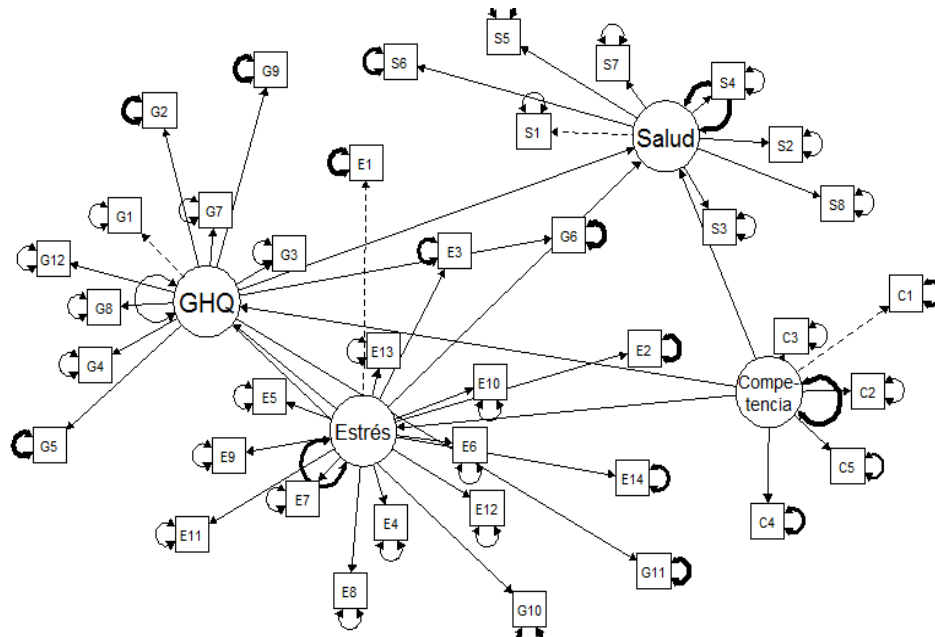 S5
S7
G9
S6
S4
G2
S1
Salud
S2
E1
S8
G1
G7
S3
G6
G12
G3
E3
C1
GHQ
G8
C3
E13
E2
G4
E10
Compe-
tencia
C2
E5
Estrés
G5
E9
E6
C5
E14
E7
E12
C4
E11
E4
G11
E8
G10